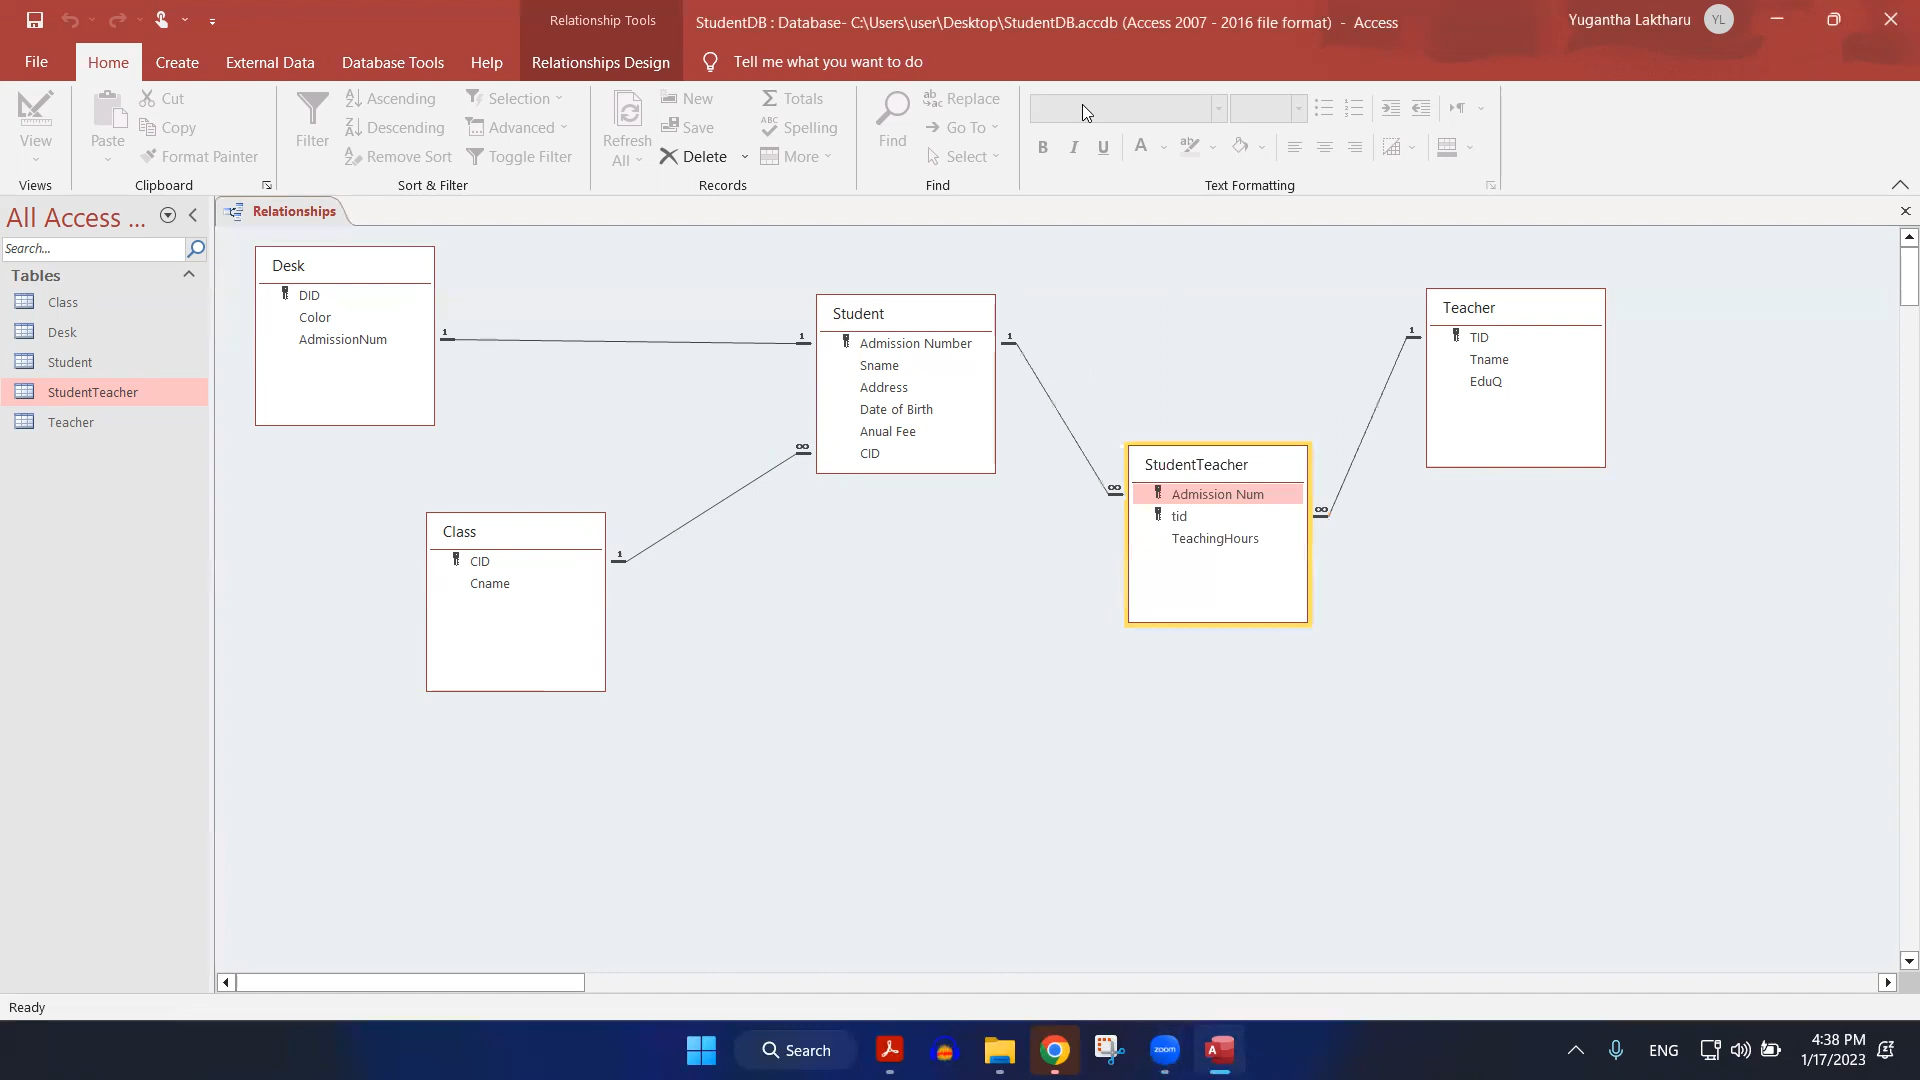 Relationship Tools
StudentDB : Database- C:\Users\user\Desktop\StudentDB.accdb (Access 2007 - 2016 file format) - Access
Yugantha Laktharu YL
File Home Create External Data Database Tools Help Relationships Design Tell me what you want to do
View
Views
Paste
Cut
Copy
Format Painter
Clipboard
Filter
Ascending
Descending
Remove Sort
Selection
Advanced
Toggle Filter
Sort & Filter
Refresh
All
New
Save
Delete
Totals
Spelling
More
Records
Find
Replace
Go To
Select
Find
B I U A
Text Formatting
All Access ...
Search...
Tables
Class
Desk
Student
StudentTeacher
Teacher
Relationships
Desk
DID
Color
AdmissionNum
1
1
Student
Admission Number
Sname
Address
Date of Birth
Anual Fee
CID
1
∞
1
∞
Class
CID
Cname
StudentTeacher
Admission Num
tid
TeachingHours
∞
1
Teacher
TID
Tname
EduQ
Ready
Search
zoom
ENG
4:38 PM
1/17/2023